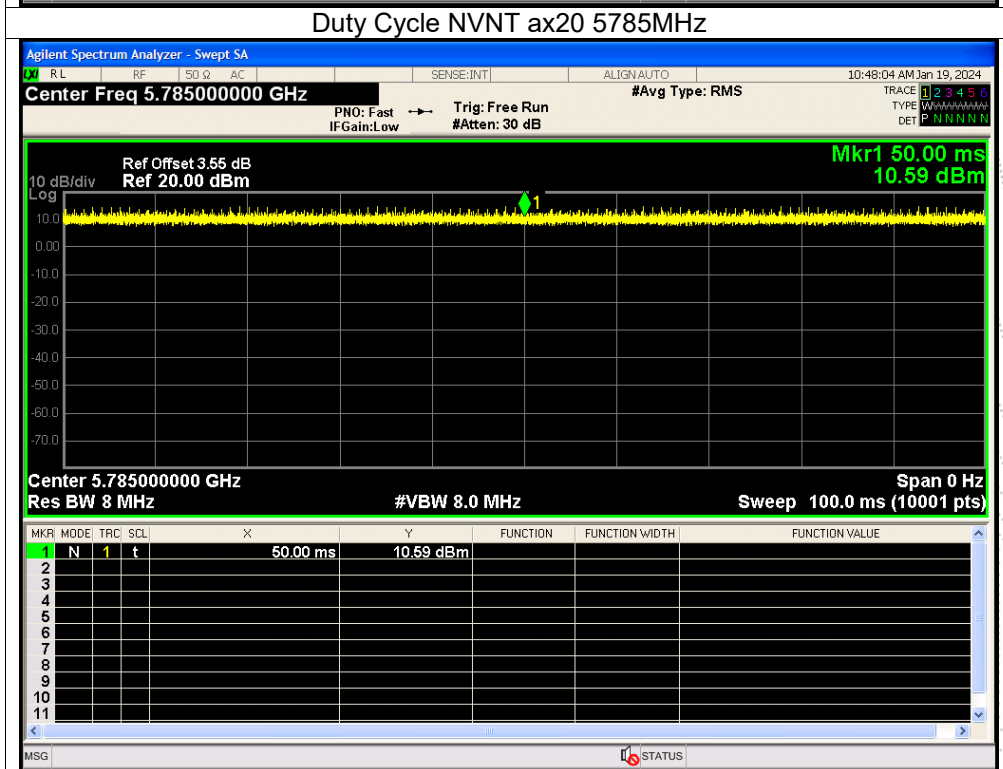 Duty Cycle NVNT ax20 5785MHz
Agilent Spectrum Analyzer - Swept SA
LXI RL RF 50 Ω AC SENSE:INT ALIGN AUTO 10:48:04 AM Jan 19, 2024
Center Freq 5.785000000 GHz #Avg Type: RMS TRACE 1 2 3 4 5 6
PNO: Fast Trig: Free Run TYPE WWWWWW
IFGain:Low #Atten: 30 dB DET P N N N N N
Mkr1 50.00 ms
Ref Offset 3.55 dB
10 dB/div Ref 20.00 dBm 10.59 dBm
Log
1
10.0
0.00
-10.0
-20.0
-30.0
-40.0
-50.0
-60.0
-70.0
Center 5.785000000 GHz Span 0 Hz
Res BW 8 MHz #VBW 8.0 MHz Sweep 100.0 ms (10001 pts)
MKR MODE TRC SCL X Y FUNCTION FUNCTION WIDTH FUNCTION VALUE
1 N 1 t 50.00 ms 10.59 dBm
2
3
4
5
6
7
8
9
10
11
MSG STATUS